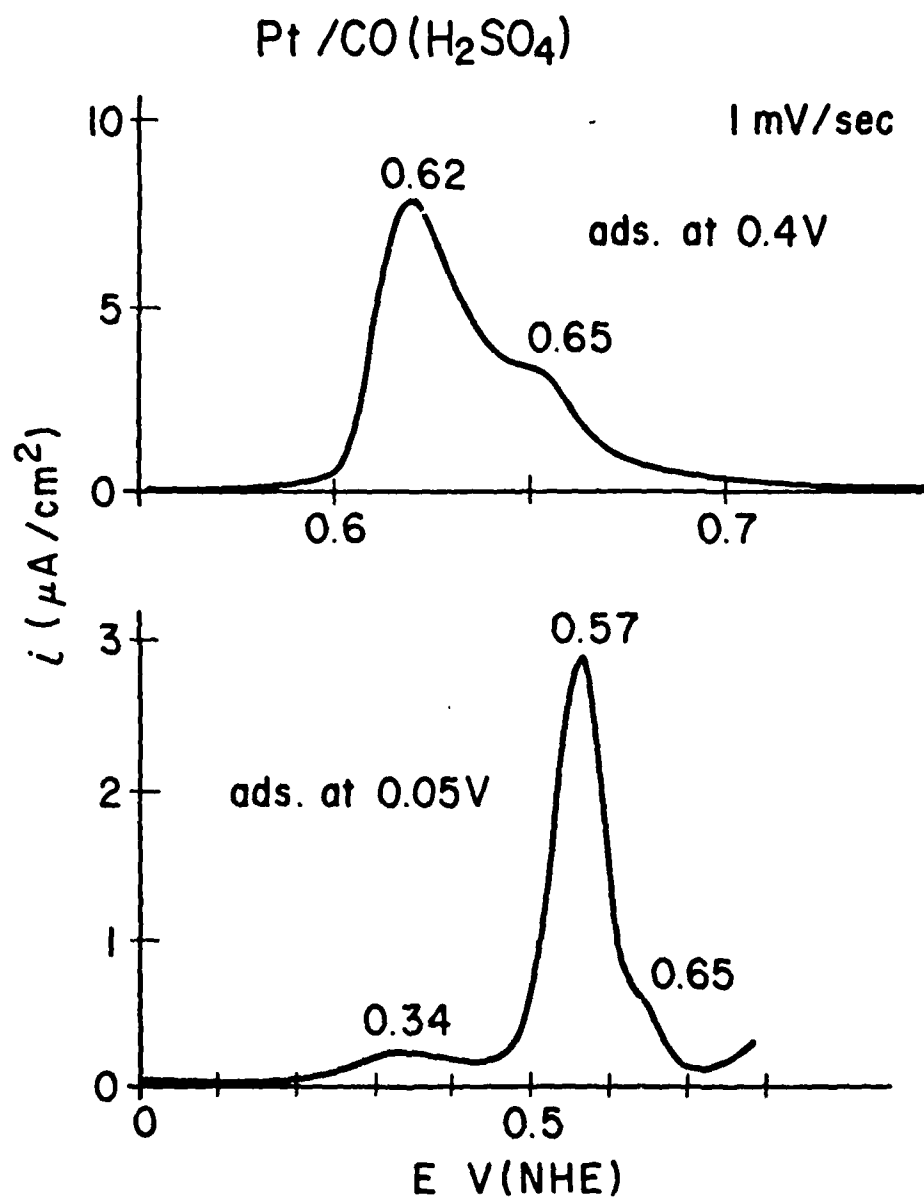 Pt /CO (H₂SO₄)
10
1 mV/sec
0.62
ads. at 0.4V
5
0.65
0
0.6
0.7
i (μA/cm²)
3
0.57
2
ads. at 0.05V
1
0.65
0.34
0
0
0.5
E V(NHE)